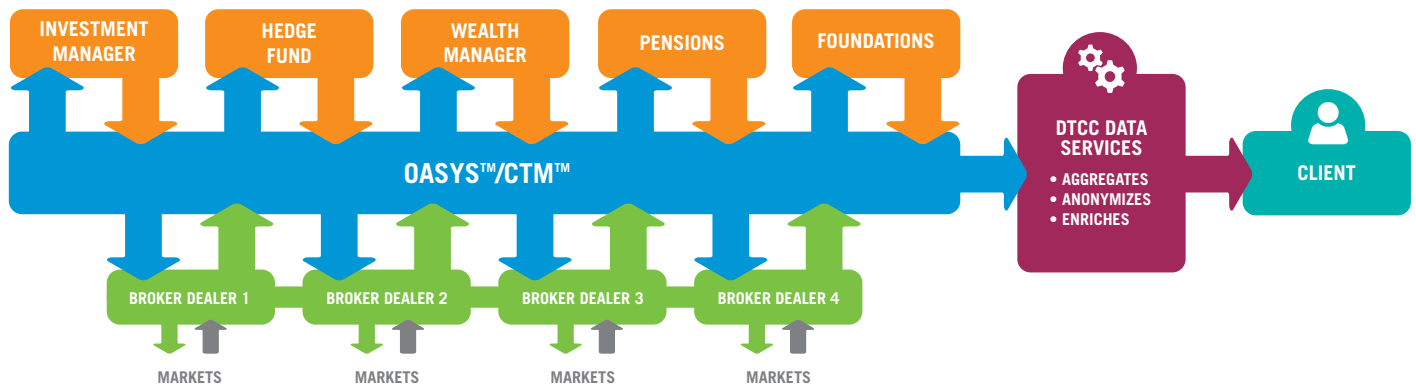 INVESTMENT
MANAGER
HEDGE
FUND
WEALTH
MANAGER
PENSIONS
FOUNDATIONS
OASYS™/CTM™
DTCC DATA
SERVICES
• AGGREGATES
• ANONYMIZES
• ENRICHES
CLIENT
BROKER DEALER 1
BROKER DEALER 2
BROKER DEALER 3
BROKER DEALER 4
MARKETS
MARKETS
MARKETS
MARKETS